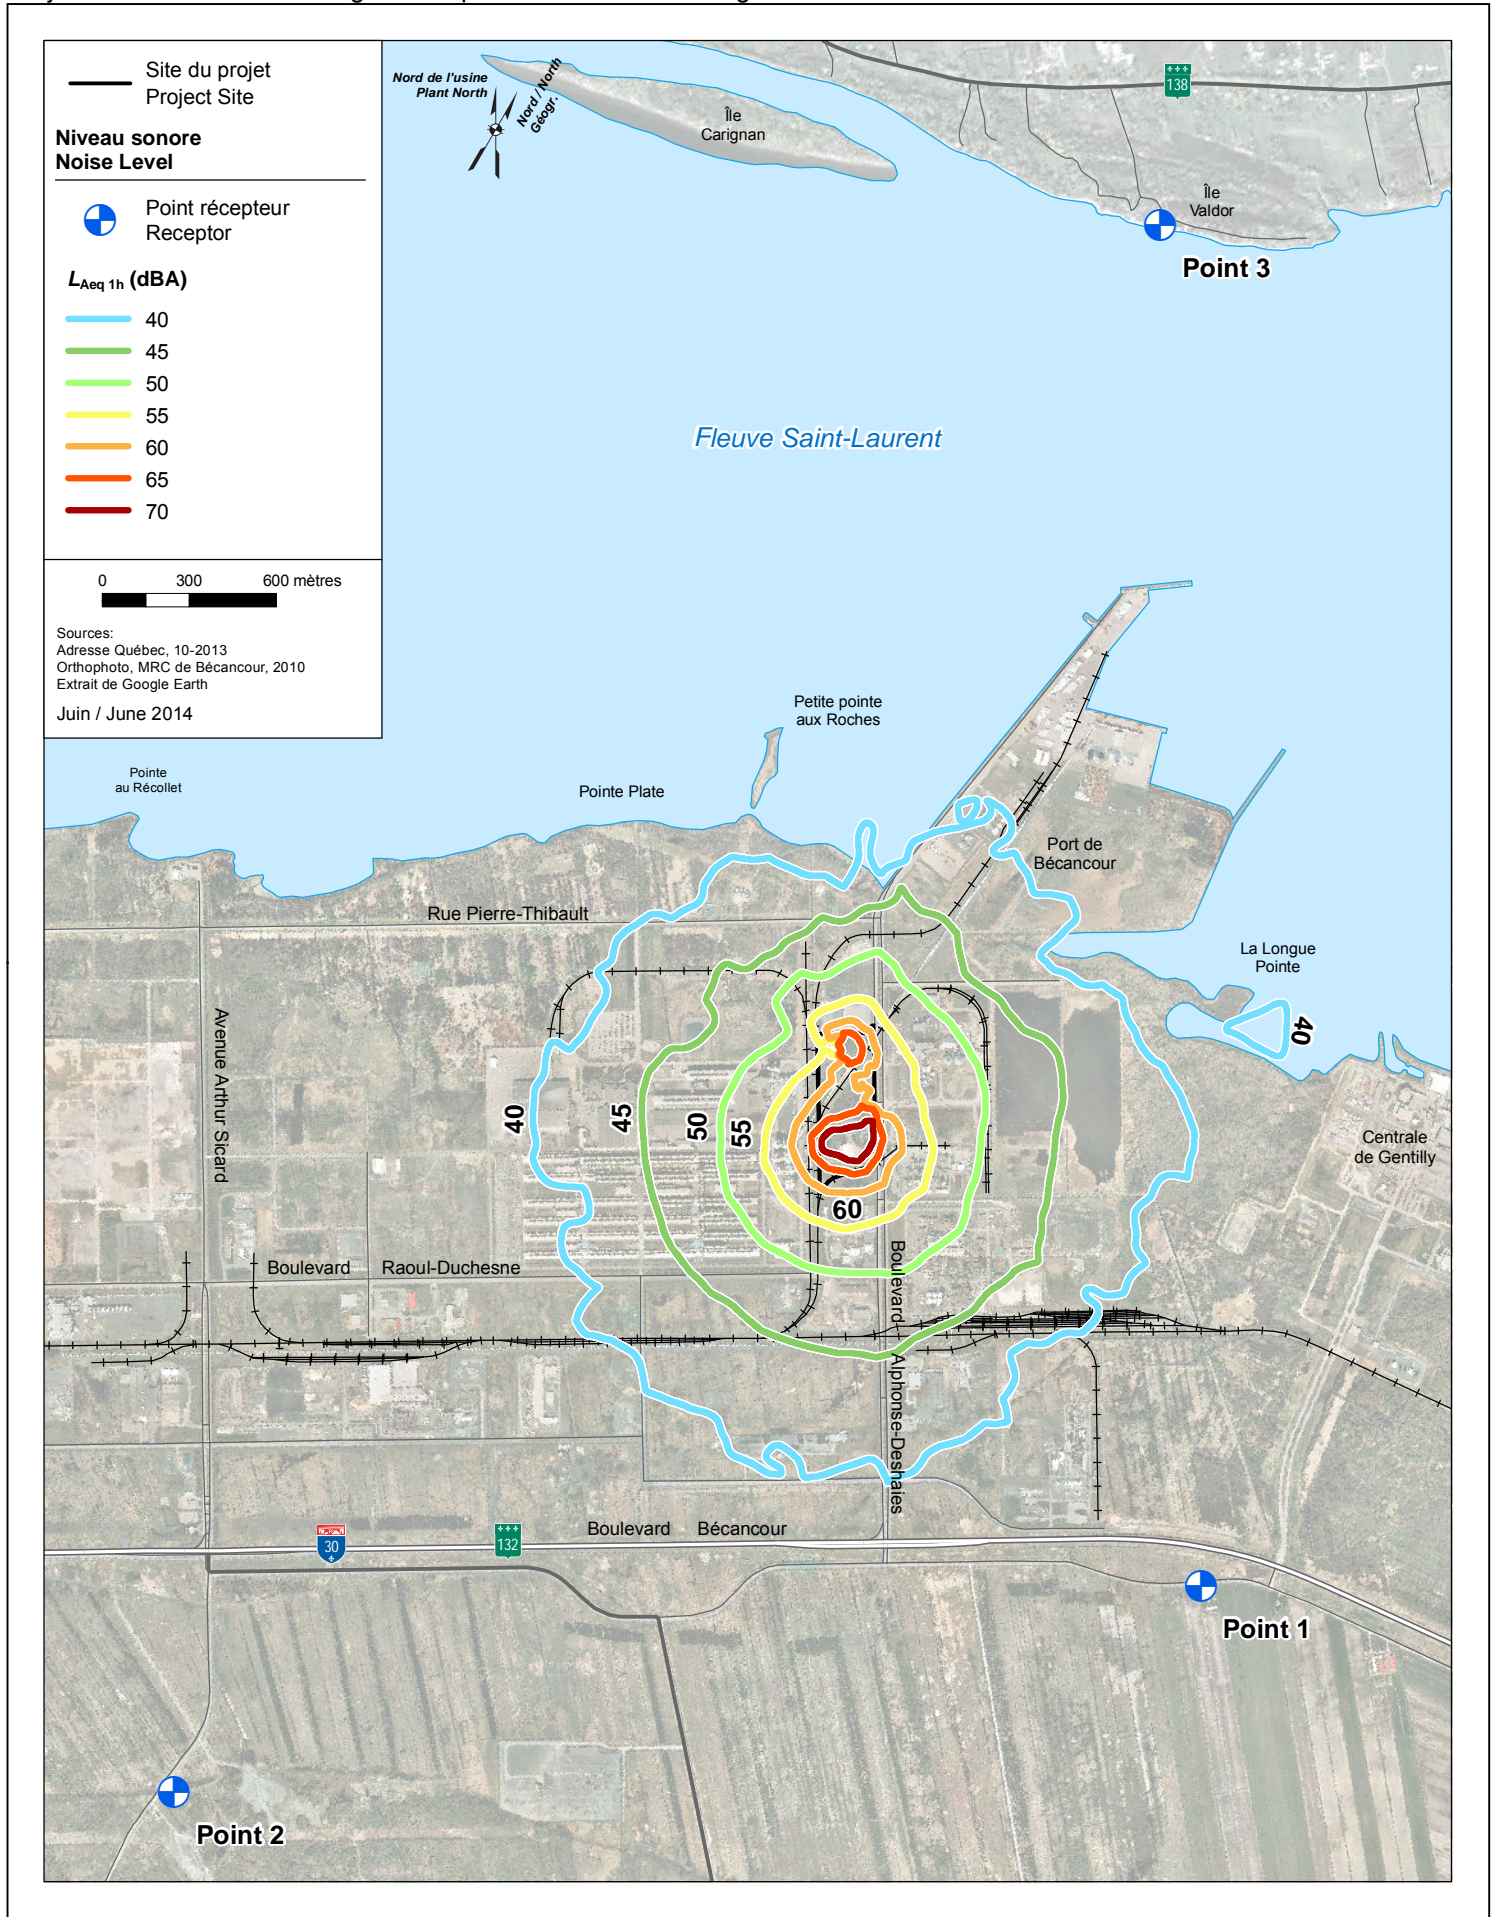 Site du projet
Project Site
Niveau sonore
Noise Level
Point récepteur
Receptor
LAeq 1h (dBA)
40
45
50
55
60
65
70
0 300 600 mètres
Sources:
Adresse Québec, 10-2013
Orthophoto, MRC de Bécancour, 2010
Extrait de Google Earth
Juin / June 2014
Nord de l'usine
Plant North
Nord / North
Géogr.
Île
Carignan
138
Île
Valdor
Point 3
Fleuve Saint-Laurent
Petite pointe
aux Roches
Pointe
au Récollet
Pointe Plate
Port de
Bécancour
Rue Pierre-Thibault
La Longue
Pointe
40
Avenue Arthur Sicard
40
45
50
55
60
Centrale
de Gentilly
Boulevard Raoul-Duchesne
Boulevard Alphonse-Deshaies
30
132
Boulevard Bécancour
Point 1
Point 2